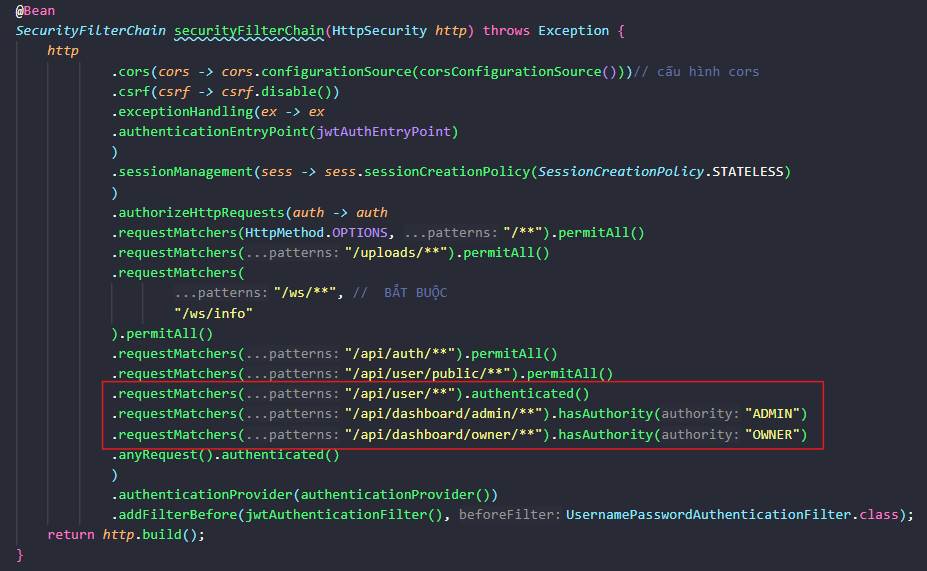 @Bean
SecurityFilterChain securityFilterChain(HttpSecurity http) throws Exception {
http
.cors(cors -> cors.configurationSource(corsConfigurationSource()))// cấu hình cors
.csrf(csrf -> csrf.disable())
.exceptionHandling(ex -> ex
.authenticationEntryPoint(jwtAuthEntryPoint)
)
.sessionManagement(sess -> sess.sessionCreationPolicy(SessionCreationPolicy.STATELESS)
)
.authorizeHttpRequests(auth -> auth
.requestMatchers(HttpMethod.OPTIONS, ...patterns: "/**").permitAll()
.requestMatchers(...patterns: "/uploads/**").permitAll()
.requestMatchers(
...patterns: "/ws/**", // BẮT BUỘC
"/ws/info"
).permitAll()
.requestMatchers(...patterns: "/api/auth/**").permitAll()
.requestMatchers(...patterns: "/api/user/public/**").permitAll()
.requestMatchers(...patterns: "/api/user/**").authenticated()
.requestMatchers(...patterns: "/api/dashboard/admin/**").hasAuthority(authority: "ADMIN")
.requestMatchers(...patterns: "/api/dashboard/owner/**").hasAuthority(authority: "OWNER")
.anyRequest().authenticated()
)
.authenticationProvider(authenticationProvider())
.addFilterBefore(jwtAuthenticationFilter(), beforeFilter: UsernamePasswordAuthenticationFilter.class);
return http.build();
}